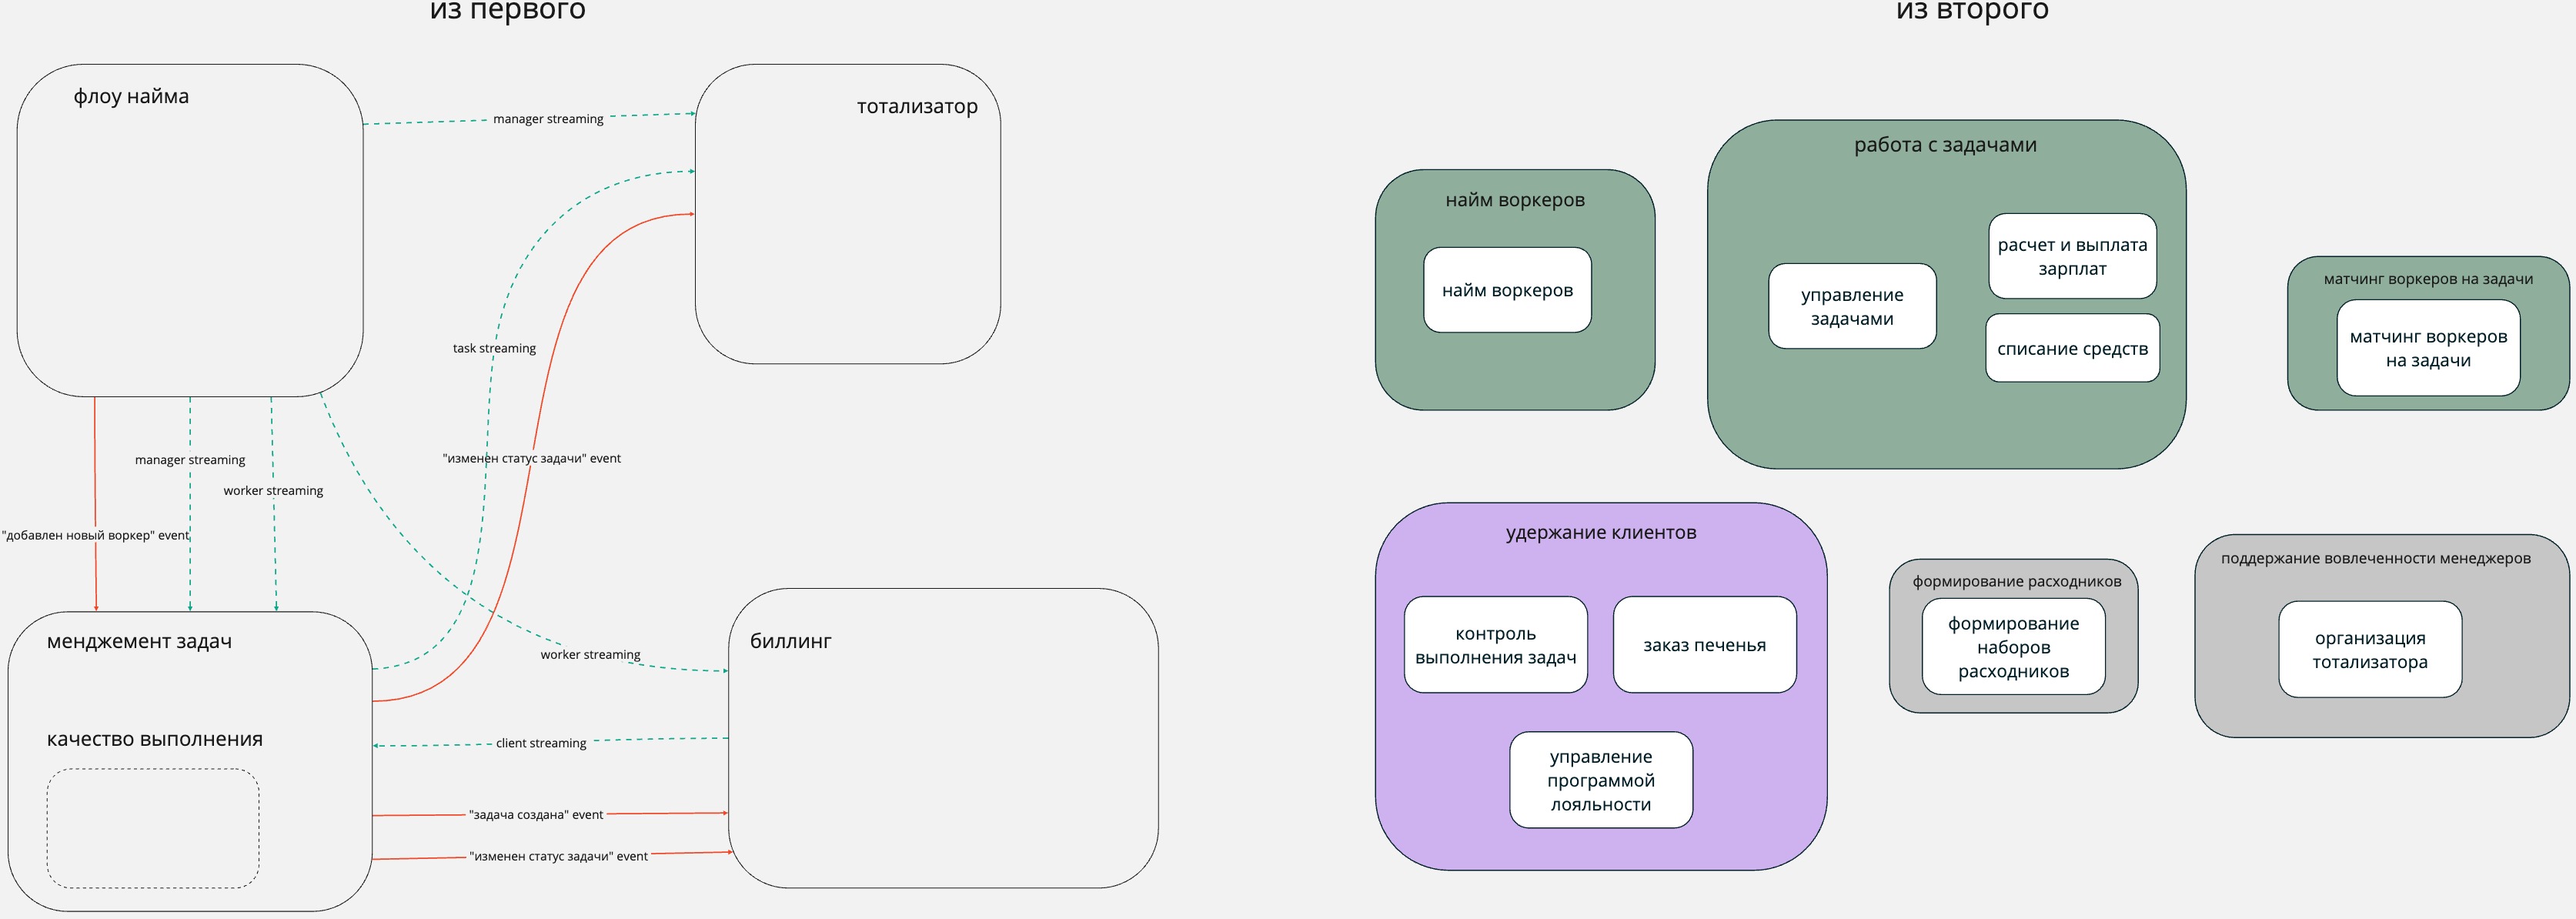 из первого
флоу найма
тотализатор
manager streaming
task streaming
"изменен статус задачи" event
manager streaming
worker streaming
"добавлен новый воркер" event
менджемент задач
биллинг
worker streaming
качество выполнения
client streaming
"задача создана" event
"изменен статус задачи" event
из второго
работа с задачами
найм воркеров
найм воркеров
управление
задачами
расчет и выплата
зарплат
списание средств
матчинг воркеров на задачи
матчинг воркеров
на задачи
удержание клиентов
контроль
выполнения задач
заказ печенья
управление
программой
лояльности
формирование расходников
формирование
наборов
расходников
поддержание вовлеченности менеджеров
организация
тотализатора